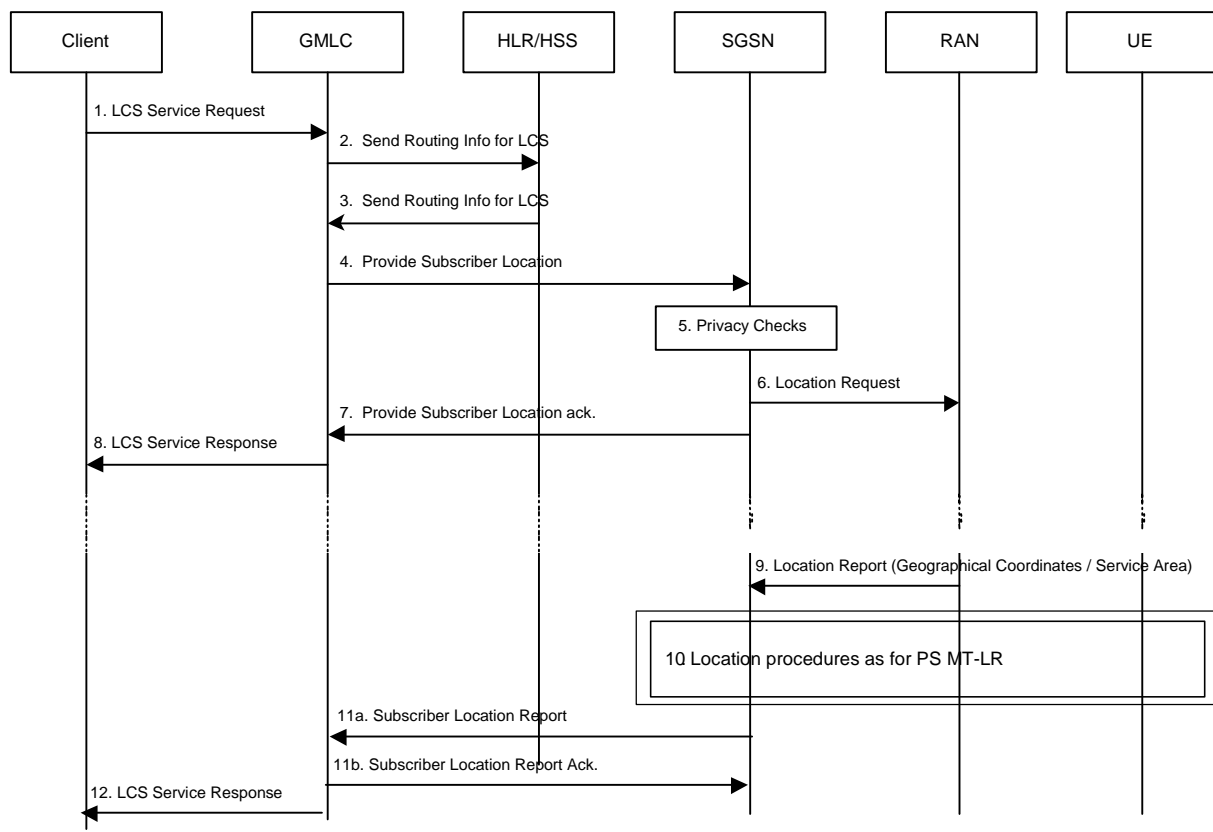 Client
GMLC
HLR/HSS
SGSN
RAN
UE
1. LCS Service Request
2. Send Routing Info for LCS
3. Send Routing Info for LCS
4. Provide Subscriber Location
5. Privacy Checks
6. Location Request
7. Provide Subscriber Location ack.
8. LCS Service Response
9. Location Report (Geographical Coordinates / Service Area)
10. Location procedures as for PS MT-LR
11a. Subscriber Location Report
11b. Subscriber Location Report Ack.
12. LCS Service Response